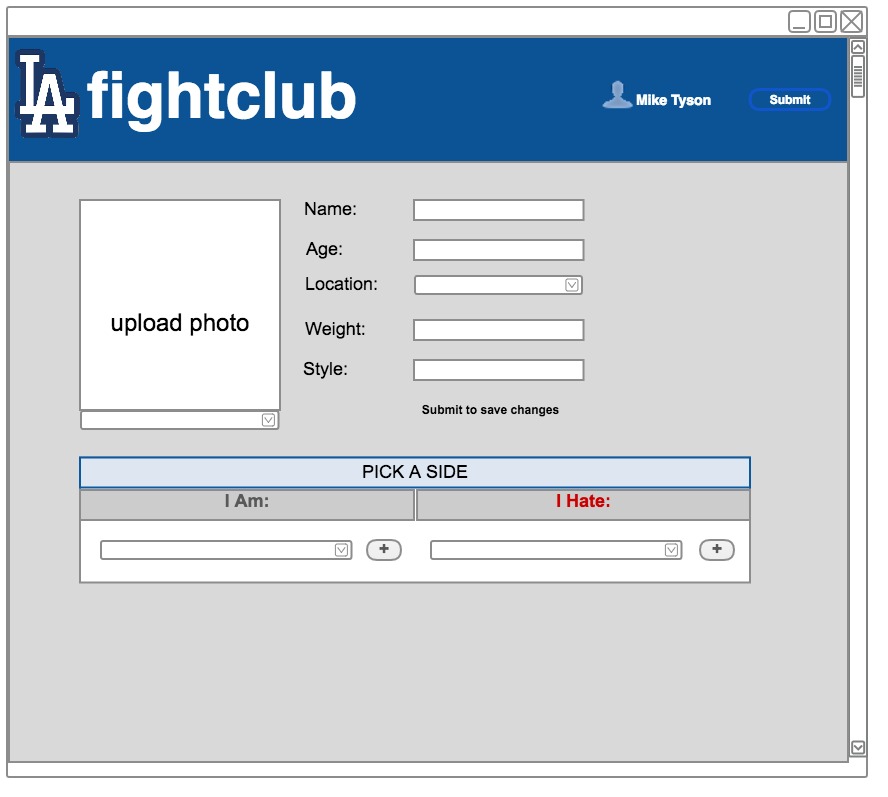 LA fightclub
Mike Tyson
Submit
Name:
Age:
Location:
upload photo
Weight:
Style:
Submit to save changes
PICK A SIDE
I Am:
I Hate:
+
+